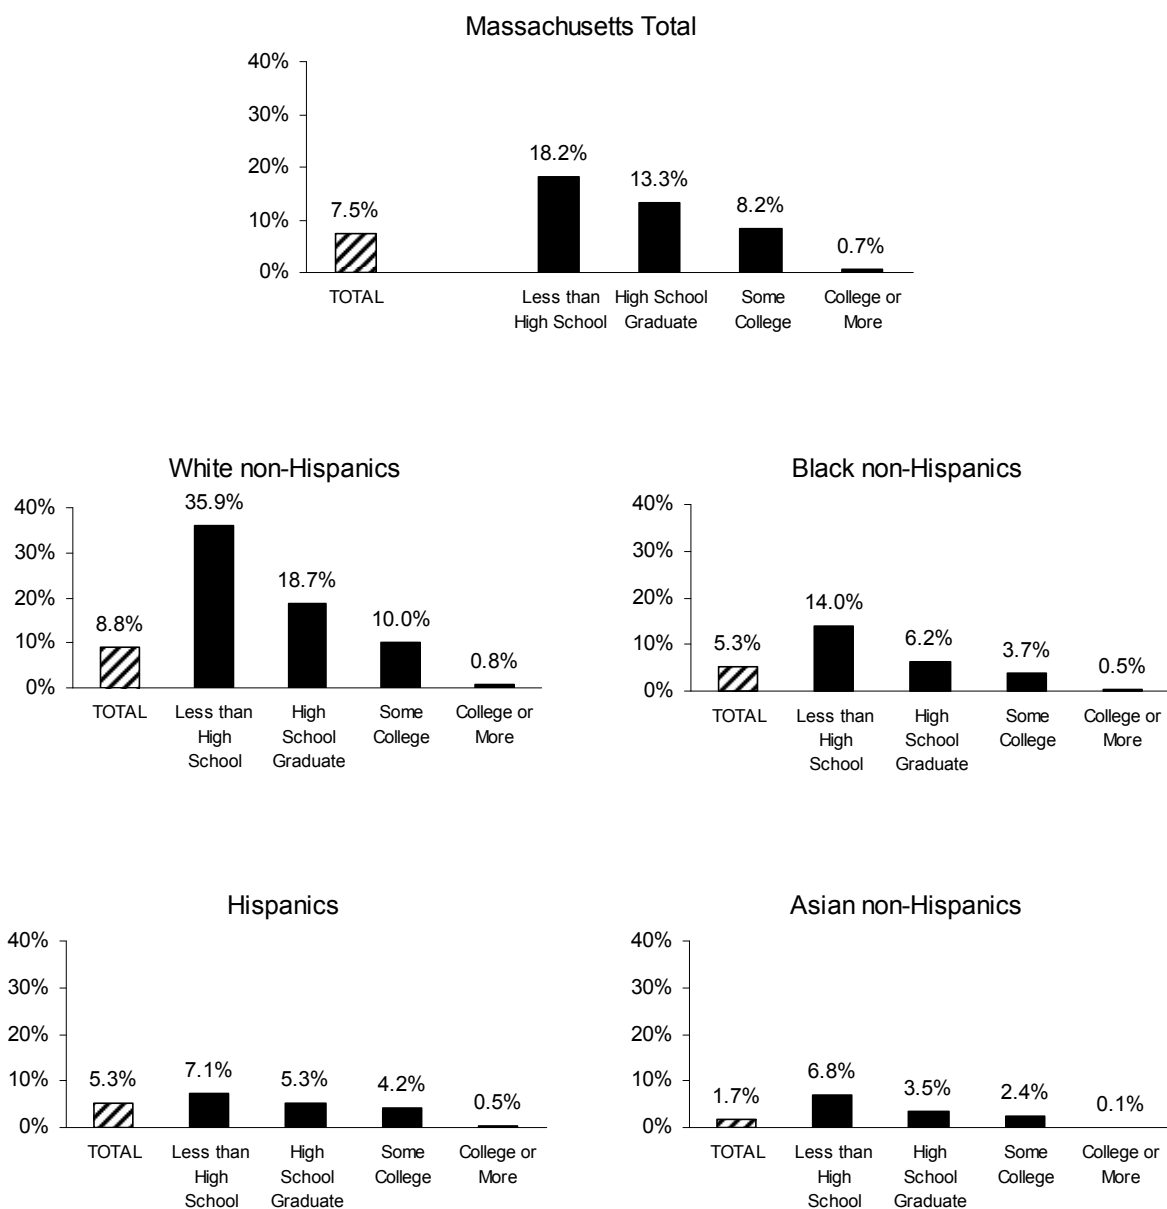 Massachusetts Total
40%
30%
20%
10%
0%
7.5%
18.2%
13.3%
8.2%
0.7%
TOTAL
Less than
High School
High School
Graduate
Some
College
College or
More
White non-Hispanics
40%
30%
20%
10%
0%
8.8%
35.9%
18.7%
10.0%
0.8%
TOTAL
Less than
High
School
High
School
Graduate
Some
College
College or
More
Black non-Hispanics
40%
30%
20%
10%
0%
5.3%
14.0%
6.2%
3.7%
0.5%
TOTAL
Less than
High
School
High
School
Graduate
Some
College
College or
More
Hispanics
40%
30%
20%
10%
0%
5.3%
7.1%
5.3%
4.2%
0.5%
TOTAL
Less than
High
School
High
School
Graduate
Some
College
College or
More
Asian non-Hispanics
40%
30%
20%
10%
0%
1.7%
6.8%
3.5%
2.4%
0.1%
TOTAL
Less than
High
School
High
School
Graduate
Some
College
College or
More